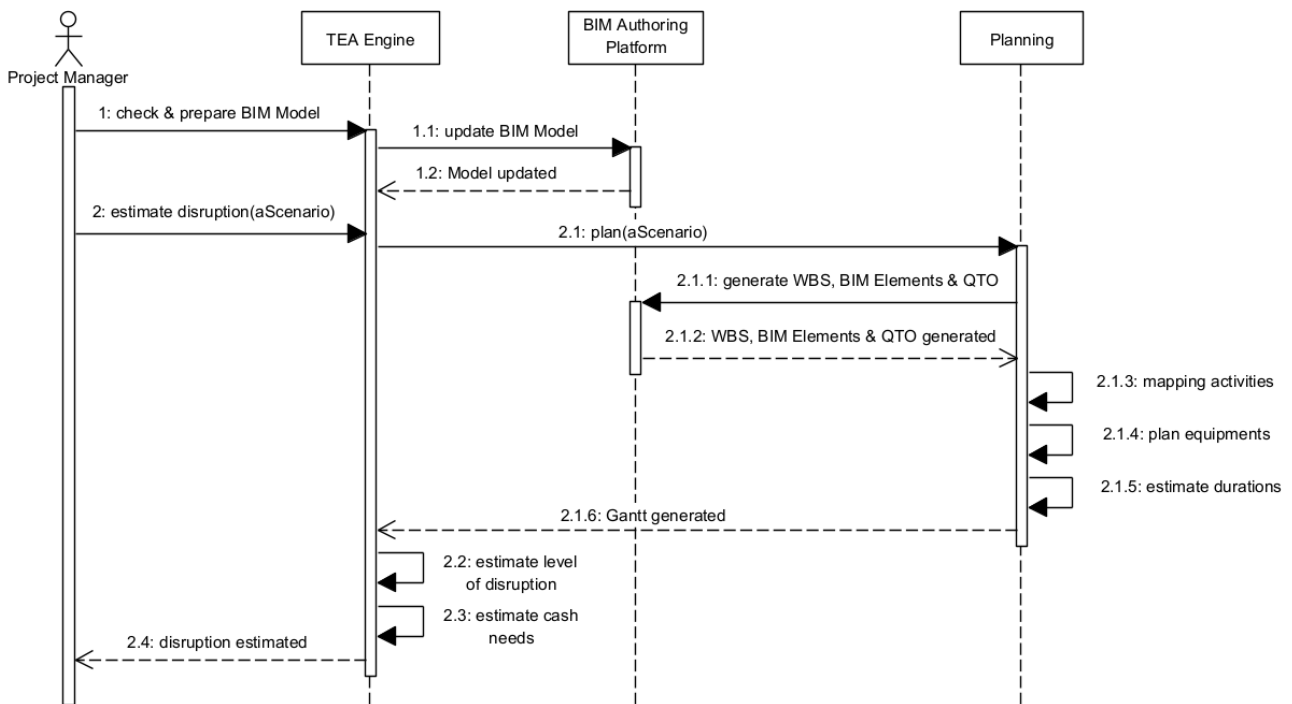 TEA Engine
BIM Authoring
Platform
Planning
Project Manager
1: check & prepare BIM Model
1.1: update BIM Model
1.2: Model updated
2: estimate disruption(aScenario)
2.1: plan(aScenario)
2.1.1: generate WBS, BIM Elements & QTO
2.1.2: WBS, BIM Elements & QTO generated
2.1.3: mapping activities
2.1.4: plan equipments
2.1.5: estimate durations
2.1.6: Gantt generated
2.2: estimate level
of disruption
2.3: estimate cash
needs
2.4: disruption estimated